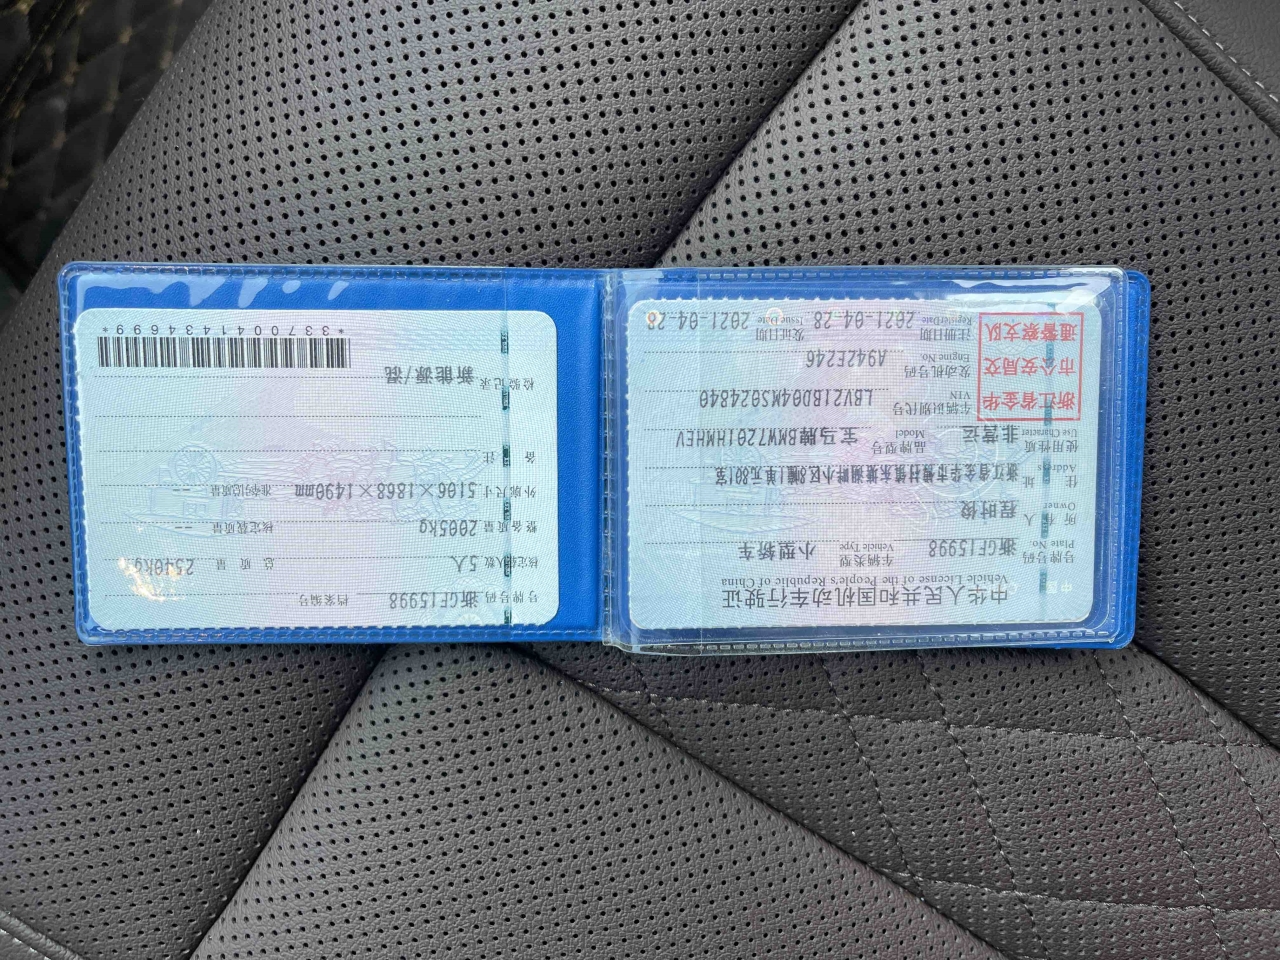 中华人民共和国机动车行驶证
Vehicle License of the People's Republic of China
号牌号码 浙GF15998 车辆类型 小型轿车
Plate No. Vehicle Type
所有人 程时俊
Owner
住址 浙江省金华市
Address
使用性质 非营运 品牌型号 宝马牌BMW7201HMHEV
Use Character Model
浙江省金华
市公安局交
通警察支队
车辆识别代号 LBV21BD04MS024840
VIN
发动机号码 A942E246
Engine No.
注册日期 2021-04-28 发证日期 2021-04-28
Register Date Issue Date
号牌号码 浙GF15998 档案编号
核定载人数 5人 总质量 2540kg
整备质量 2005kg 核定载质量 --
外廓尺寸 5106×1868×1490mm 准牵引总质量 --
备注
检验记录 新能源/混
*3370041434699*